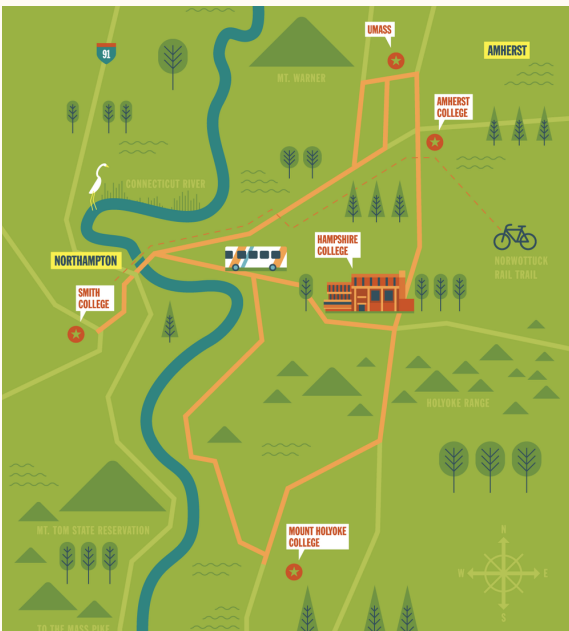 UMASS
91
AMHERST
MT. WARNER
AMHERST
COLLEGE
CONNECTICUT RIVER
NORTHAMPTON
HAMPSHIRE
COLLEGE
NORWOTTUCK
RAIL TRAIL
SMITH
COLLEGE
HOLYOKE RANGE
MT. TOM STATE RESERVATION
MOUNT HOLYOKE
COLLEGE
N
W
E
S
TO THE MASS PIKE